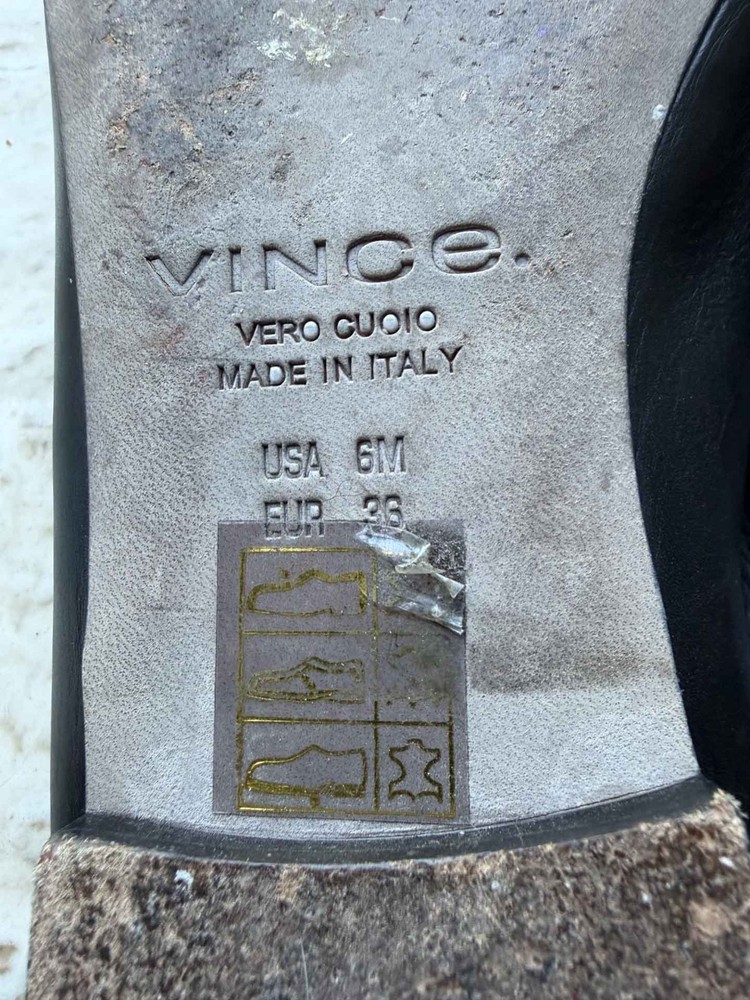 VINCe.
VERO CUOIO
MADE IN ITALY
USA 6M
EUR 36